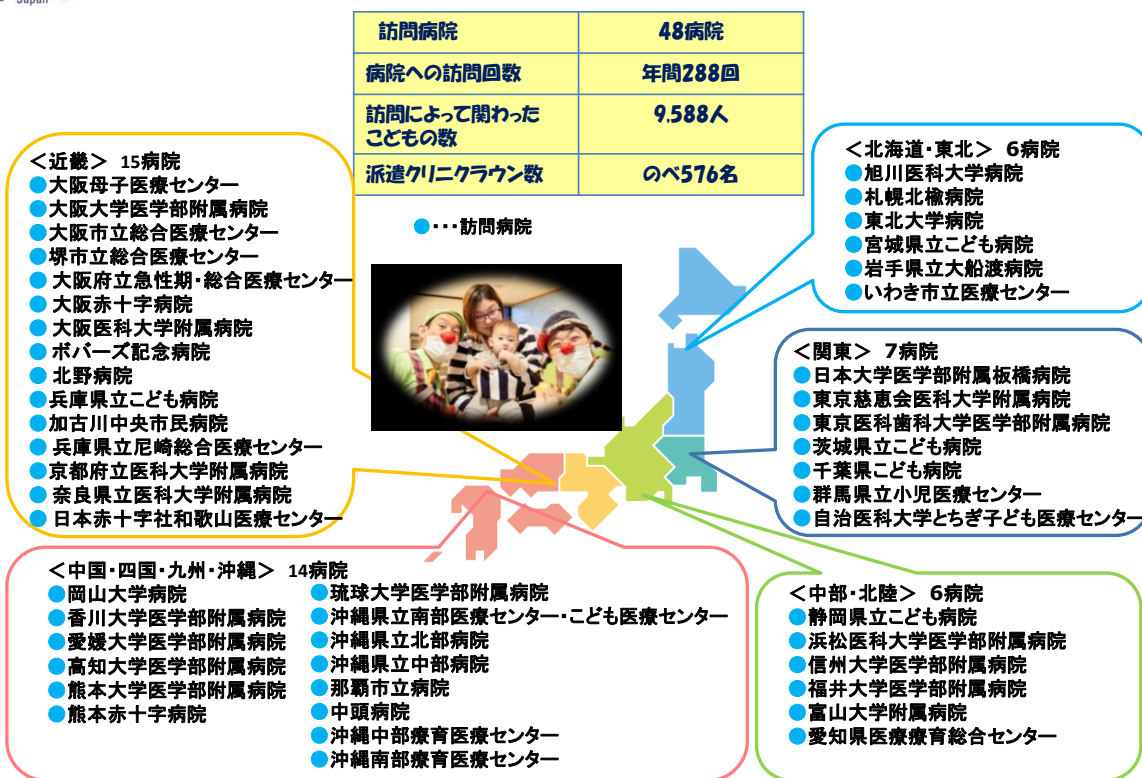 Japan
訪問病院 48病院
病院への訪問回数 年間288回
訪問によって関わった
こどもの数 9,588人
派遣クリニクラウン数 のべ576名
●・・・訪問病院
＜近畿＞ 15病院
●大阪母子医療センター
●大阪大学医学部附属病院
●大阪市立総合医療センター
●堺市立総合医療センター
●大阪府立急性期・総合医療センター
●大阪赤十字病院
●大阪医科大学附属病院
●ボバース記念病院
●北野病院
●兵庫県立こども病院
●加古川中央市民病院
●兵庫県立尼崎総合医療センター
●京都府立医科大学附属病院
●奈良県立医科大学附属病院
●日本赤十字社和歌山医療センター
＜北海道・東北＞ 6病院
●旭川医科大学病院
●札幌北楡病院
●東北大学病院
●宮城県立こども病院
●岩手県立大船渡病院
●いわき市立医療センター
＜関東＞ 7病院
●日本大学医学部附属板橋病院
●東京慈恵会医科大学附属病院
●東京医科歯科大学医学部附属病院
●茨城県立こども病院
●千葉県こども病院
●群馬県立小児医療センター
●自治医科大学とちぎ子ども医療センター
＜中国・四国・九州・沖縄＞ 14病院
●岡山大学病院
●香川大学医学部附属病院
●愛媛大学医学部附属病院
●高知大学医学部附属病院
●熊本大学医学部附属病院
●熊本赤十字病院
●琉球大学医学部附属病院
●沖縄県立南部医療センター・こども医療センター
●沖縄県立北部病院
●沖縄県立中部病院
●那覇市立病院
●中頭病院
●沖縄中部療育医療センター
●沖縄南部療育医療センター
＜中部・北陸＞ 6病院
●静岡県立こども病院
●浜松医科大学医学部附属病院
●信州大学医学部附属病院
●福井大学医学部附属病院
●富山大学附属病院
●愛知県医療療育総合センター